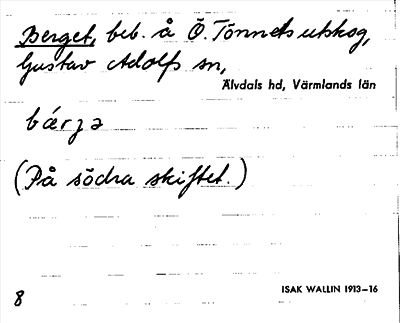 Berget, beb. å Ö. Tönnets utskog,
Gustav Adolfs sn,
Älvdals hd, Värmlands län
bǽrjə
(På södra skiftet.)
ISAK WALLIN 1913–16
8